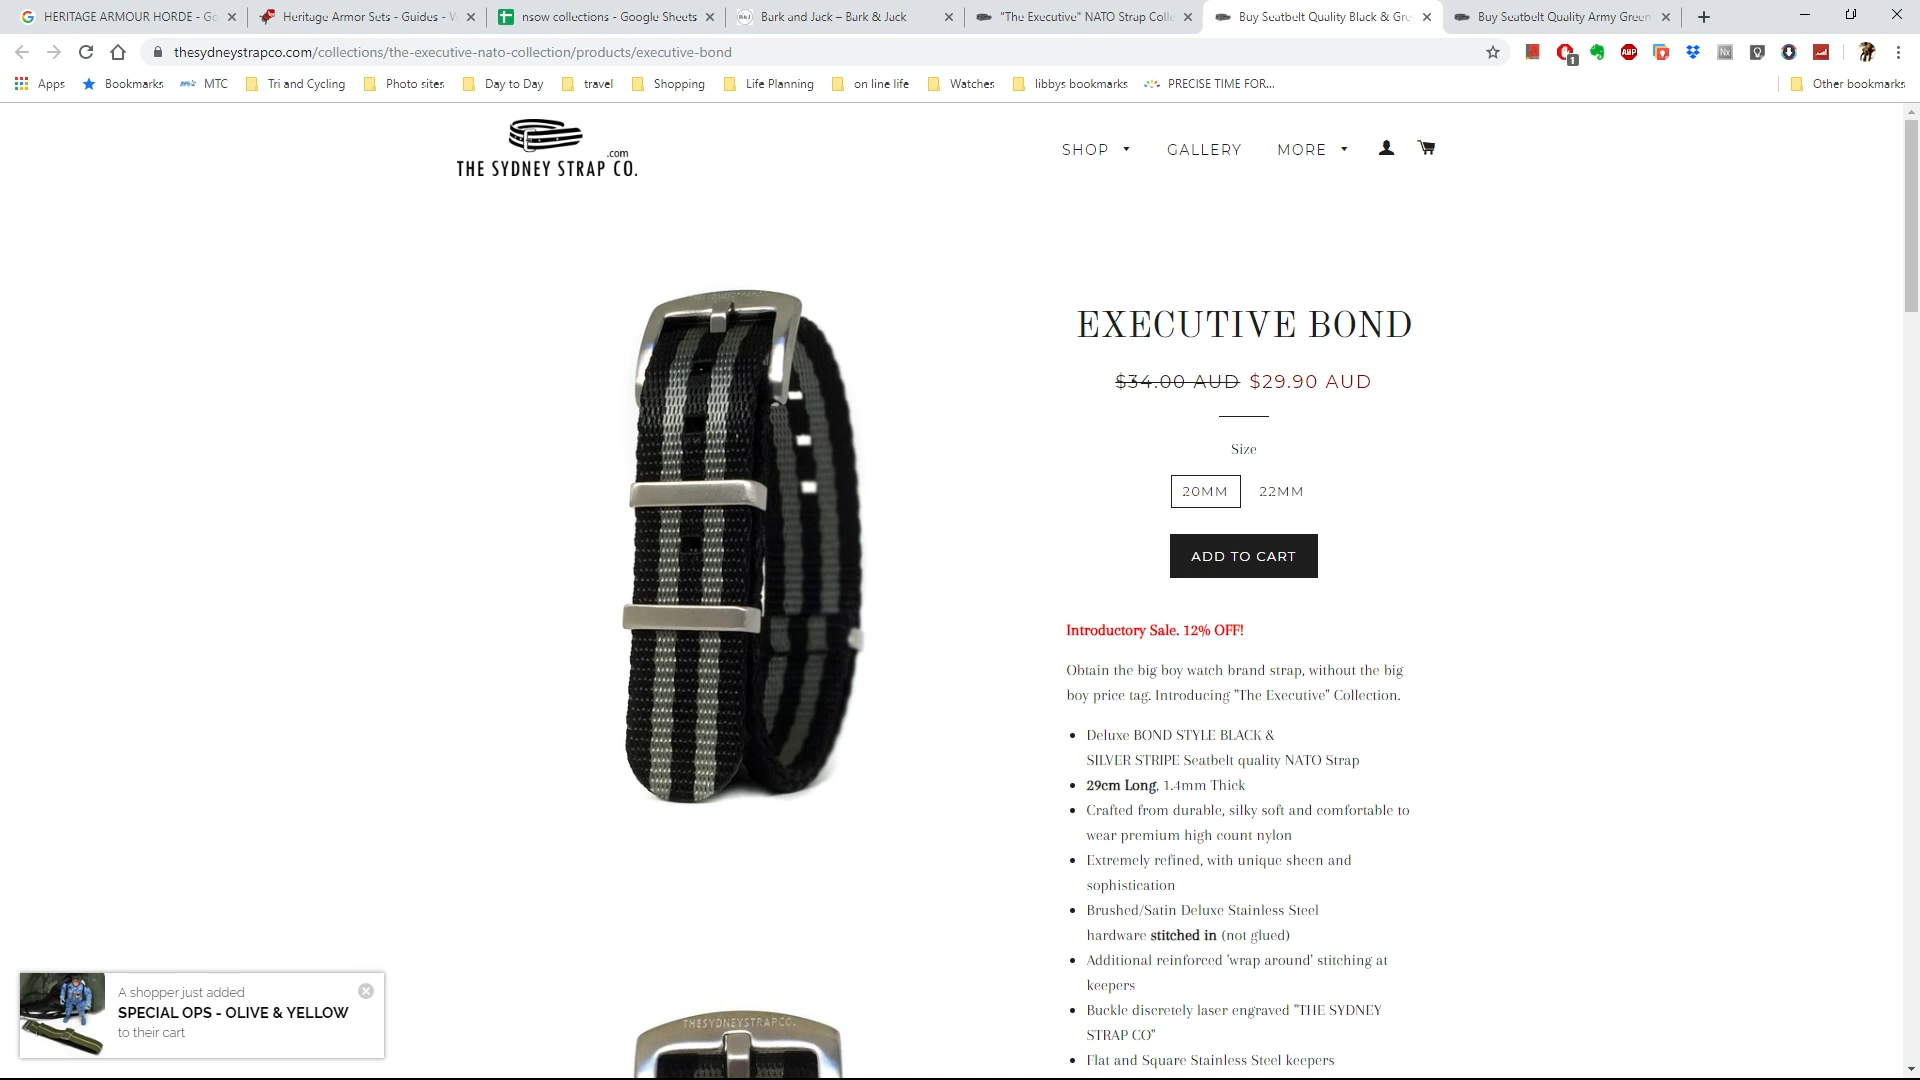 HERITAGE ARMOUR HORDE - Go
Heritage Armor Sets - Guides - W
nsow collections - Google Sheets
Bark and Jack – Bark & Jack
"The Executive" NATO Strap Coll
Buy Seatbelt Quality Black & Gre
Buy Seatbelt Quality Army Green
thesydneystrapco.com/collections/the-executive-nato-collection/products/executive-bond
Apps
Bookmarks
MTC
Tri and Cycling
Photo sites
Day to Day
travel
Shopping
Life Planning
on line life
Watches
libbys bookmarks
PRECISE TIME FOR...
Other bookmarks
.com
THE SYDNEY STRAP CO.
SHOP
GALLERY
MORE
EXECUTIVE BOND
$34.00 AUD $29.90 AUD
Size
20MM 22MM
ADD TO CART
Introductory Sale. 12% OFF!
Obtain the big boy watch brand strap, without the big
boy price tag. Introducing "The Executive" Collection.
Deluxe BOND STYLE BLACK &
SILVER STRIPE Seatbelt quality NATO Strap
29cm Long, 1.4mm Thick
Crafted from durable, silky soft and comfortable to
wear premium high count nylon
Extremely refined, with unique sheen and
sophistication
Brushed/Satin Deluxe Stainless Steel
hardware stitched in (not glued)
Additional reinforced 'wrap around' stitching at
keepers
Buckle discretely laser engraved "THE SYDNEY
STRAP CO"
Flat and Square Stainless Steel keepers
A shopper just added
SPECIAL OPS - OLIVE & YELLOW
to their cart
THESYDNEYSTRAPCO.